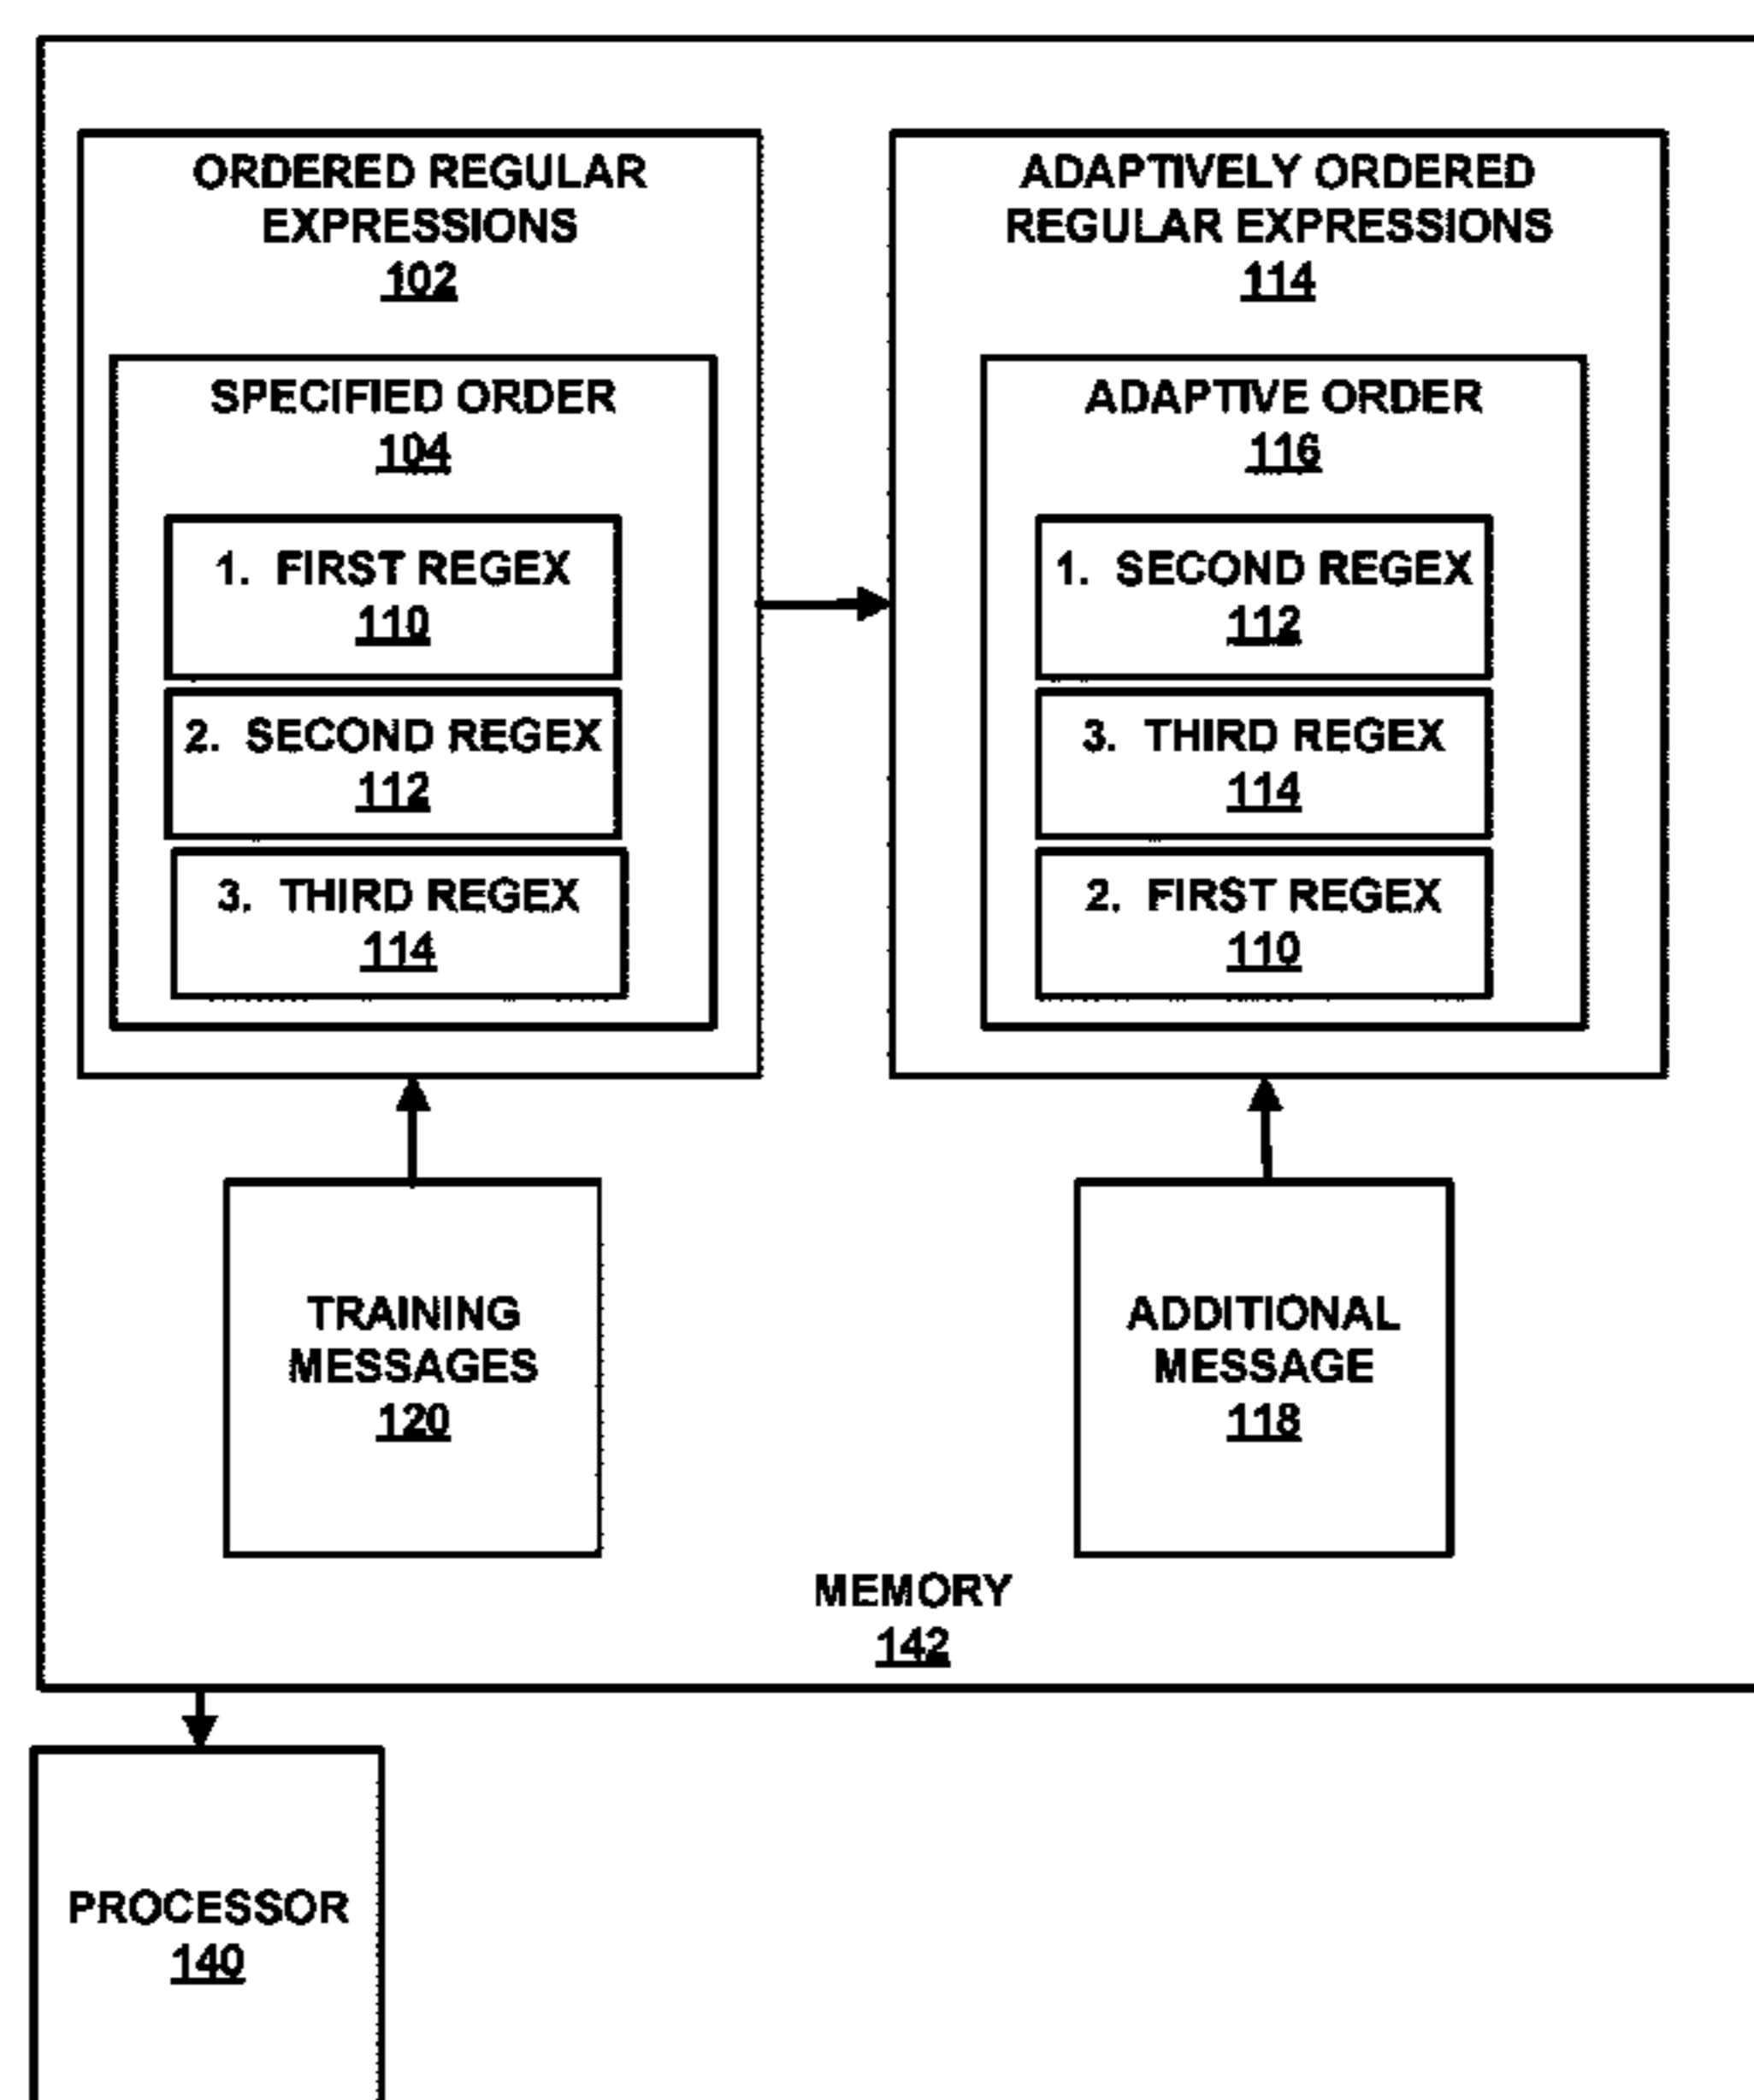 ORDERED REGULAR
EXPRESSIONS
102
SPECIFIED ORDER
104
1. FIRST REGEX
110
2. SECOND REGEX
112
3. THIRD REGEX
114
ADAPTIVELY ORDERED
REGULAR EXPRESSIONS
114
ADAPTIVE ORDER
116
1. SECOND REGEX
112
3. THIRD REGEX
114
2. FIRST REGEX
110
TRAINING
MESSAGES
120
ADDITIONAL
MESSAGE
118
MEMORY
142
PROCESSOR
140